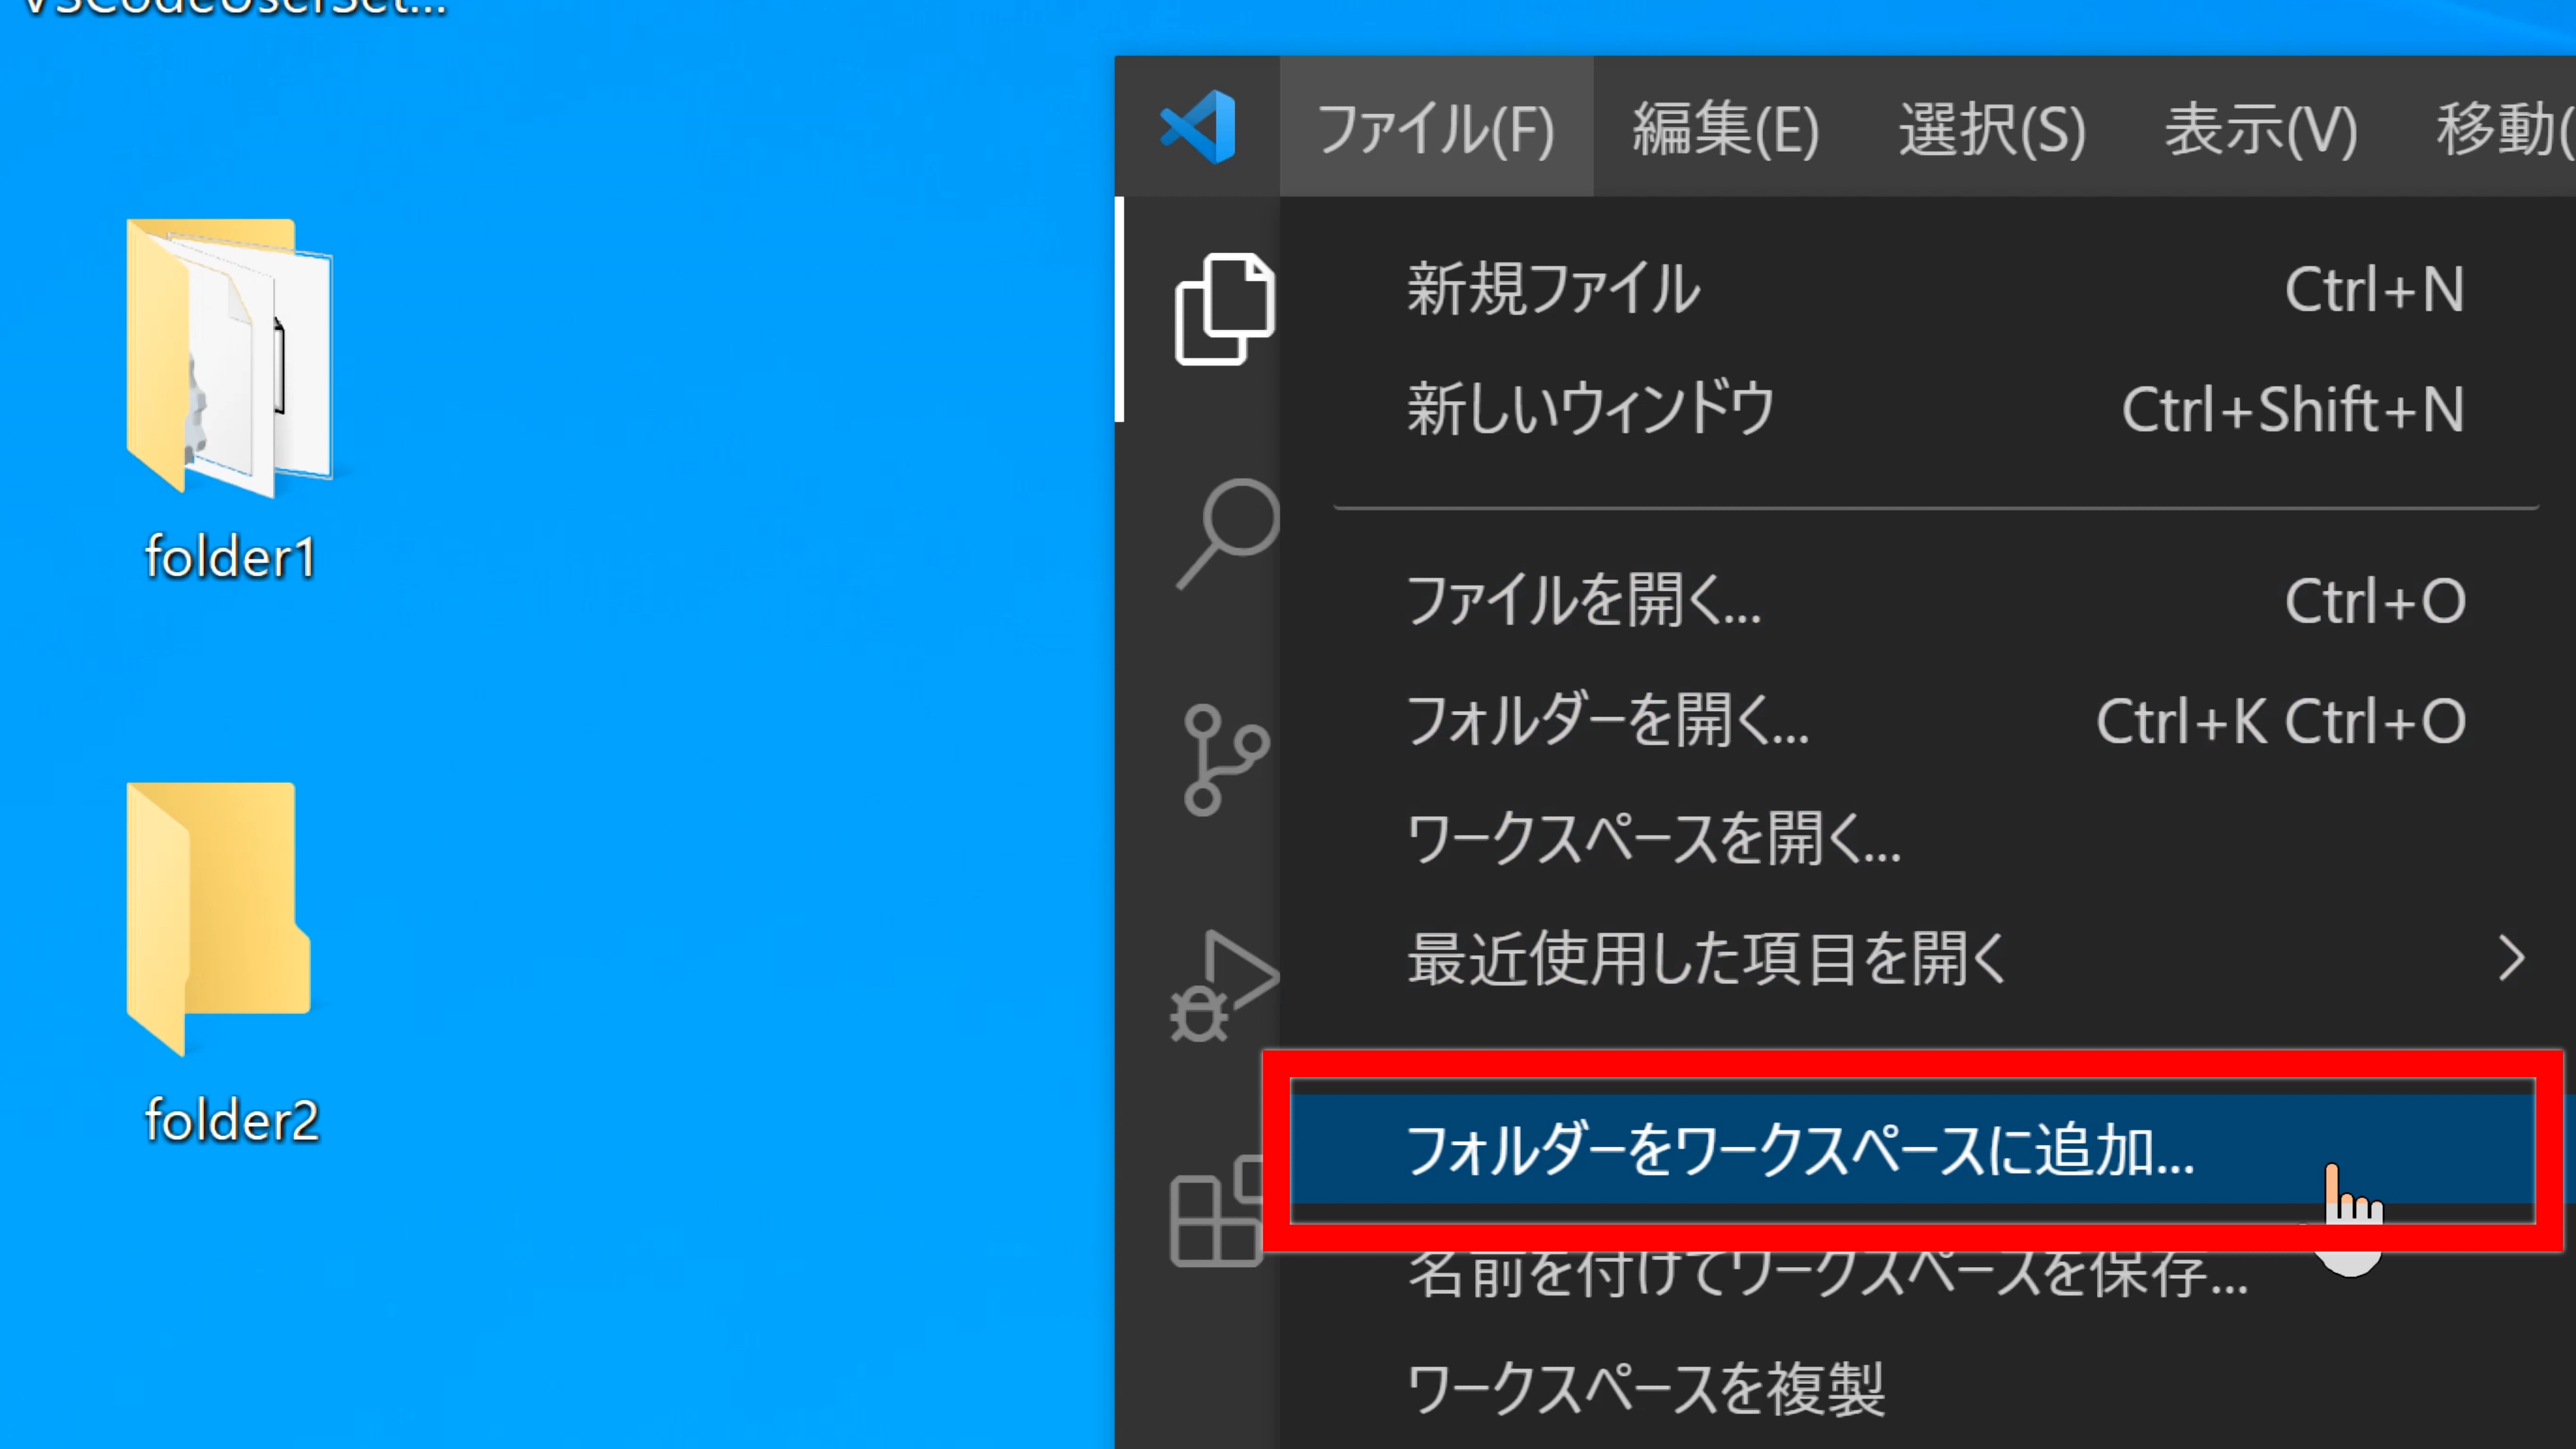 VSCodeUserSet...
folder1
folder2
ファイル(F) 編集(E) 選択(S) 表示(V) 移動(
新規ファイル Ctrl+N
新しいウィンドウ Ctrl+Shift+N
ファイルを開く... Ctrl+O
フォルダーを開く... Ctrl+K Ctrl+O
ワークスペースを開く...
最近使用した項目を開く
フォルダーをワークスペースに追加...
名前を付けてワークスペースを保存...
ワークスペースを複製